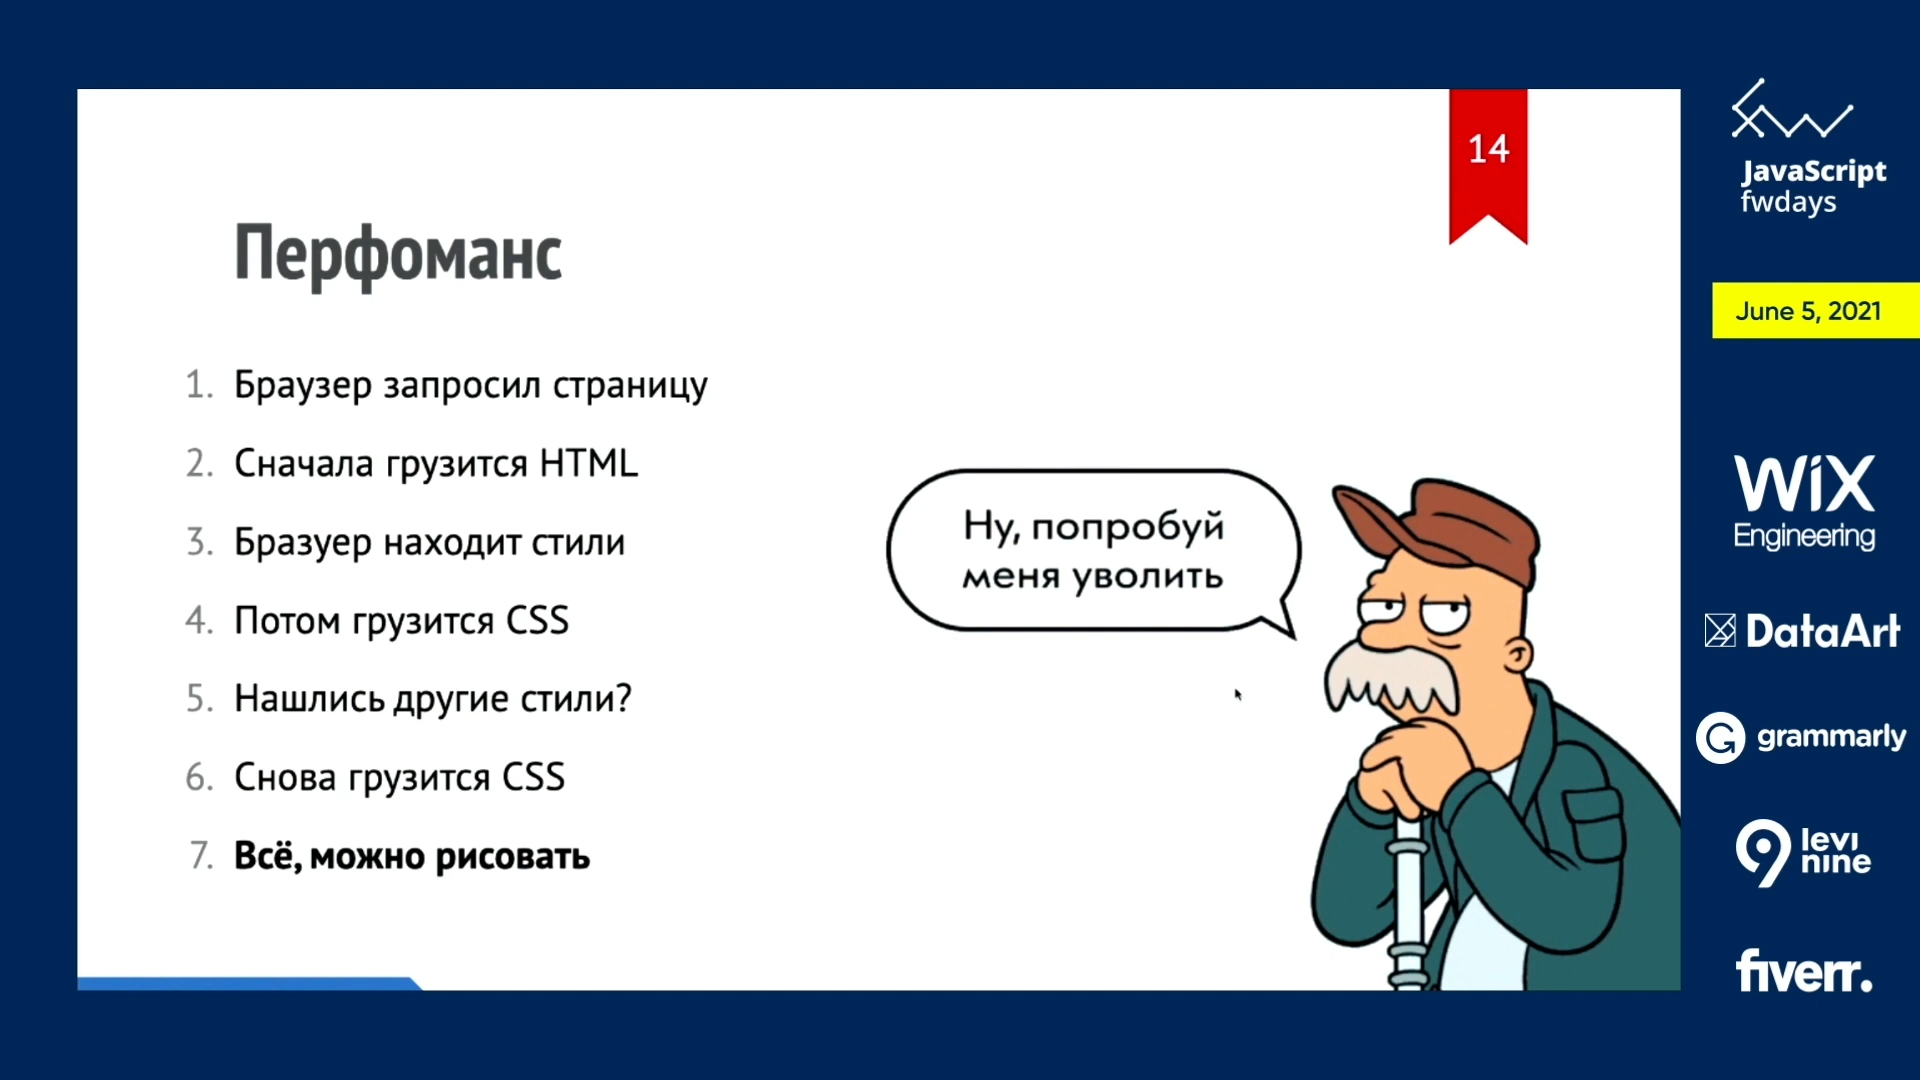 14
Перфоманс
1. Браузер запросил страницу
2. Сначала грузится HTML
3. Бразуер находит стили
4. Потом грузится CSS
5. Нашлись другие стили?
6. Снова грузится CSS
7. Всё, можно рисовать
Ну, попробуй
меня уволить
JavaScript
fwdays
June 5, 2021
WiX
Engineering
DataArt
grammarly
9 levi
nine
fiverr.